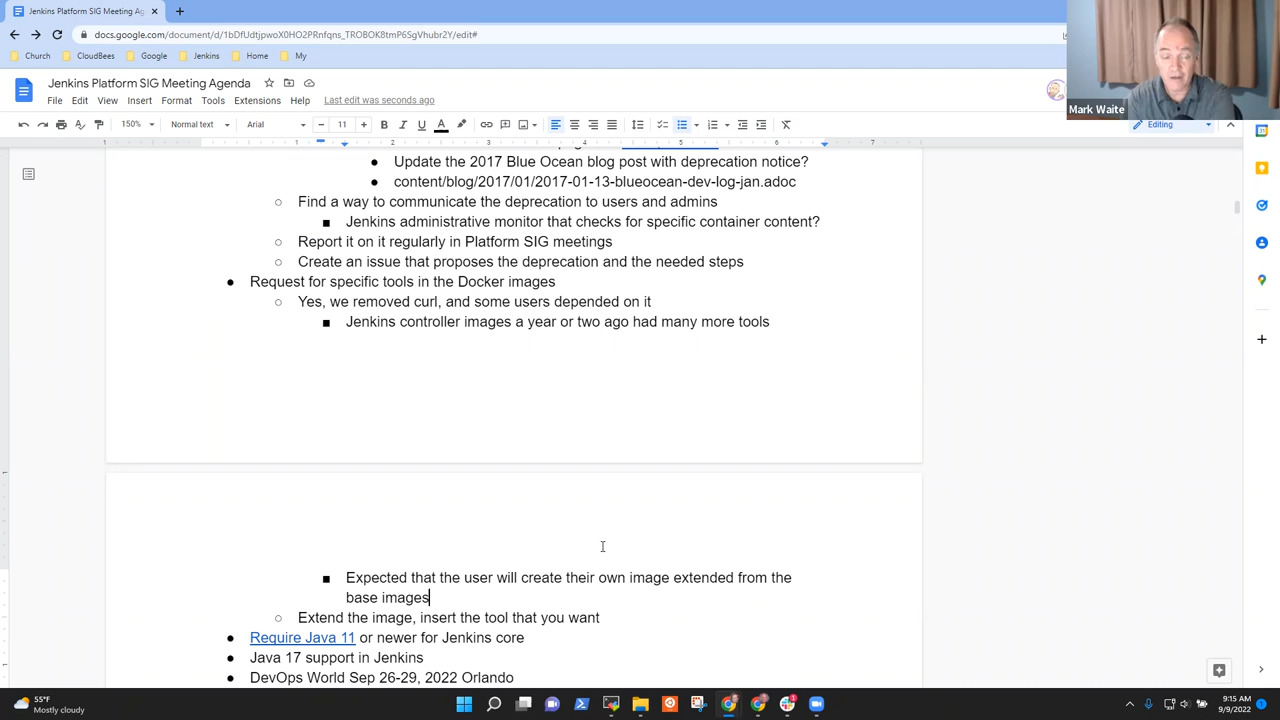 Jenkins Platform SIG Meeting Ag
docs.google.com/document/d/1bDfUdtjpwoX0HO2PRnfqns_TROBOK8tmP6SgVhubr2Y/edit#
Church
CloudBees
Google
Jenkins
Home
My
Jenkins Platform SIG Meeting Agenda
File Edit View Insert Format Tools Extensions Help Last edit was seconds ago
Mark Waite
150% Normal text Arial 11 Editing
1 1 2 3 4 5 6 7
Update the 2017 Blue Ocean blog post with deprecation notice?
content/blog/2017/01/2017-01-13-blueocean-dev-log-jan.adoc
Find a way to communicate the deprecation to users and admins
Jenkins administrative monitor that checks for specific container content?
Report it on it regularly in Platform SIG meetings
Create an issue that proposes the deprecation and the needed steps
Request for specific tools in the Docker images
Yes, we removed curl, and some users depended on it
Jenkins controller images a year or two ago had many more tools
Expected that the user will create their own image extended from the
base images
Extend the image, insert the tool that you want
Require Java 11 or newer for Jenkins core
Java 17 support in Jenkins
DevOps World Sep 26-29, 2022 Orlando
55°F
Mostly cloudy
9:15 AM
9/9/2022